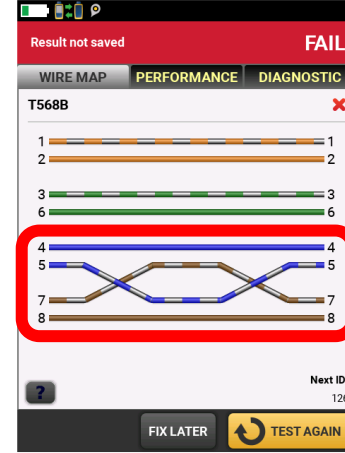 Result not saved FAIL
WIRE MAP PERFORMANCE DIAGNOSTIC
T568B
1 1
2 2
3 3
6 6
4 4
5 5
7 7
8 8
Next ID
126
? FIX LATER TEST AGAIN